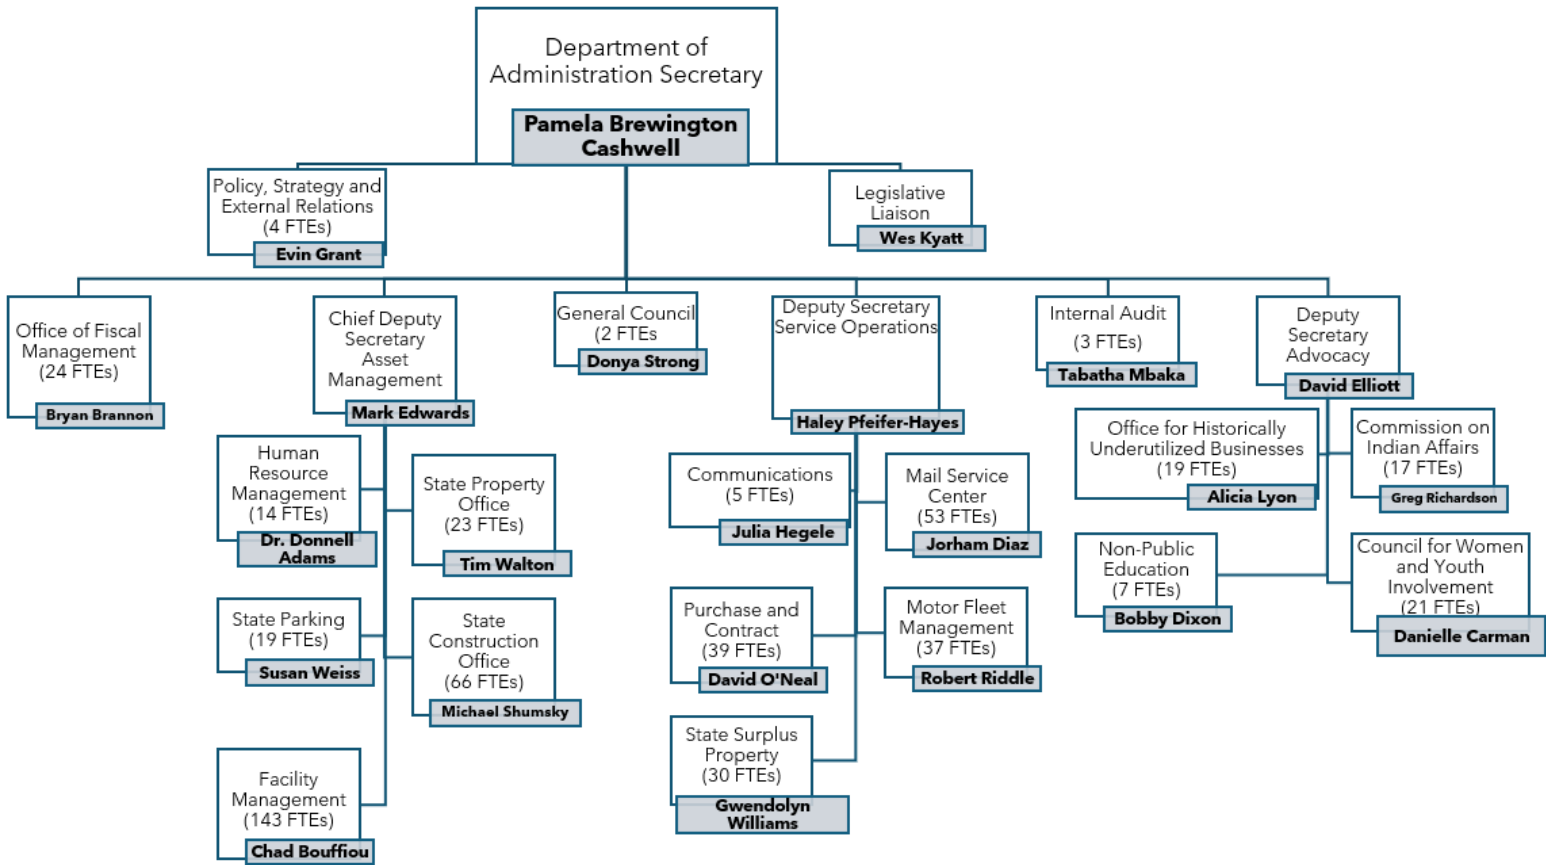 Department of
Administration Secretary
Pamela Brewington
Cashwell
Policy, Strategy and
External Relations
(4 FTEs)
Evin Grant
Legislative
Liaison
Wes Kyatt
Office of Fiscal
Management
(24 FTEs)
Bryan Brannon
Chief Deputy
Secretary
Asset
Management
Mark Edwards
General Council
(2 FTEs
Donya Strong
Deputy Secretary
Service Operations
Haley Pfeifer-Hayes
Internal Audit
(3 FTEs)
Tabatha Mbaka
Deputy
Secretary
Advocacy
David Elliott
Human
Resource
Management
(14 FTEs)
Dr. Donnell
Adams
State Property
Office
(23 FTEs)
Tim Walton
State Parking
(19 FTEs)
Susan Weiss
State
Construction
Office
(66 FTEs)
Michael Shumsky
Facility
Management
(143 FTEs)
Chad Bouffiou
Communications
(5 FTEs)
Julia Hegele
Mail Service
Center
(53 FTEs)
Jorham Diaz
Purchase and
Contract
(39 FTEs)
David O'Neal
Motor Fleet
Management
(37 FTEs)
Robert Riddle
State Surplus
Property
(30 FTEs)
Gwendolyn
Williams
Office for Historically
Underutilized Businesses
(19 FTEs)
Alicia Lyon
Commission on
Indian Affairs
(17 FTEs)
Greg Richardson
Non-Public
Education
(7 FTEs)
Bobby Dixon
Council for Women
and Youth
Involvement
(21 FTEs)
Danielle Carman